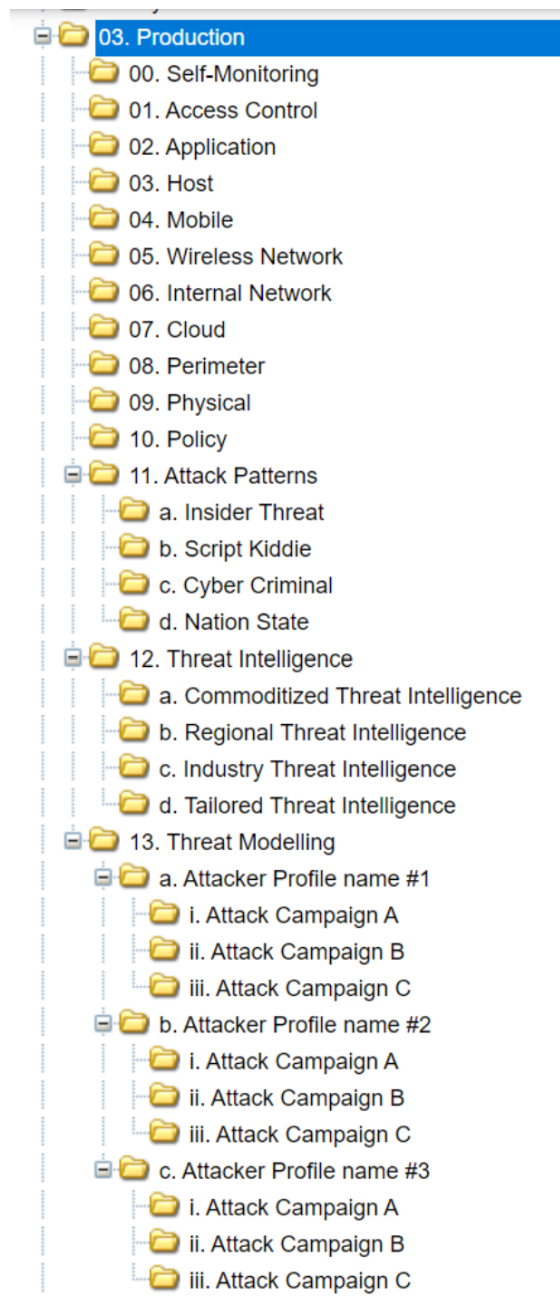 03. Production
00. Self-Monitoring
01. Access Control
02. Application
03. Host
04. Mobile
05. Wireless Network
06. Internal Network
07. Cloud
08. Perimeter
09. Physical
10. Policy
11. Attack Patterns
a. Insider Threat
b. Script Kiddie
c. Cyber Criminal
d. Nation State
12. Threat Intelligence
a. Commoditized Threat Intelligence
b. Regional Threat Intelligence
c. Industry Threat Intelligence
d. Tailored Threat Intelligence
13. Threat Modelling
a. Attacker Profile name #1
i. Attack Campaign A
ii. Attack Campaign B
iii. Attack Campaign C
b. Attacker Profile name #2
i. Attack Campaign A
ii. Attack Campaign B
iii. Attack Campaign C
c. Attacker Profile name #3
i. Attack Campaign A
ii. Attack Campaign B
iii. Attack Campaign C